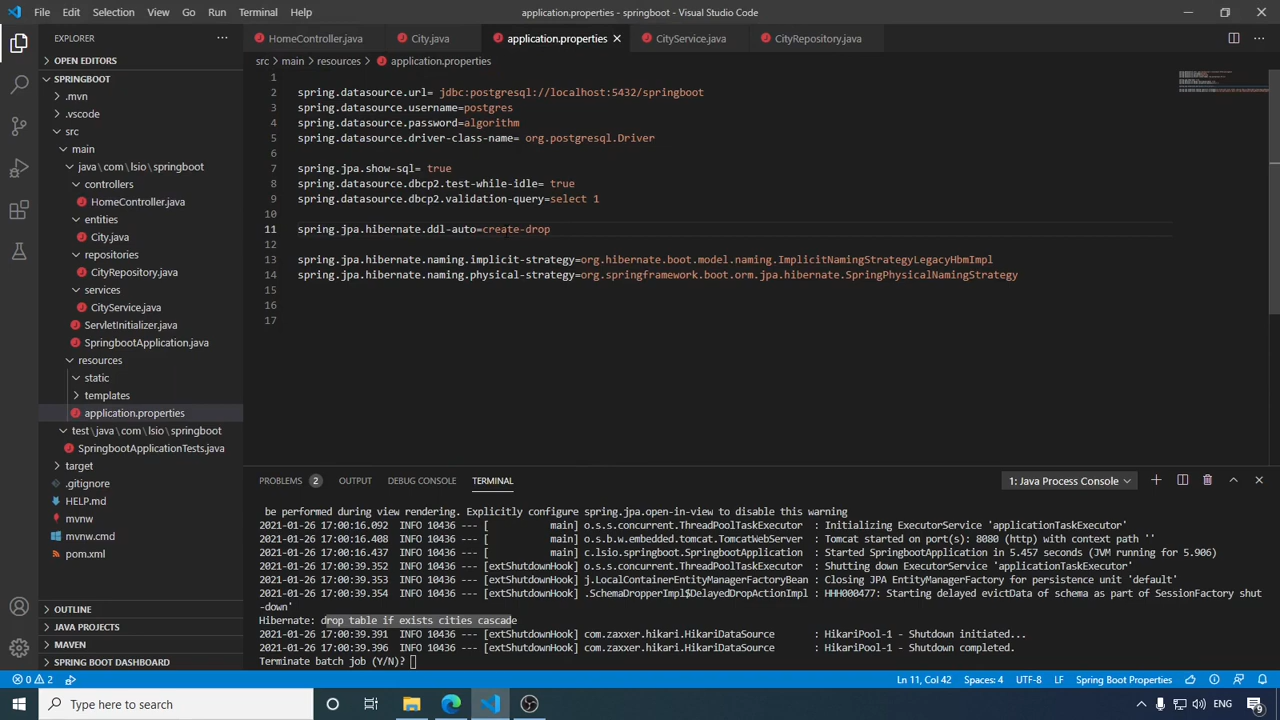 File Edit Selection View Go Run Terminal Help
application.properties - springboot - Visual Studio Code
EXPLORER
HomeController.java
City.java
application.properties
CityService.java
CityRepository.java
OPEN EDITORS
src > main > resources > application.properties
SPRINGBOOT
.mvn
.vscode
src
main
java\com\lsio\springboot
controllers
HomeController.java
entities
City.java
repositories
CityRepository.java
services
CityService.java
ServletInitializer.java
SpringbootApplication.java
resources
static
templates
application.properties
test\java\com\lsio\springboot
SpringbootApplicationTests.java
target
.gitignore
HELP.md
mvnw
mvnw.cmd
pom.xml
OUTLINE
JAVA PROJECTS
MAVEN
SPRING BOOT DASHBOARD
1
2 spring.datasource.url= jdbc:postgresql://localhost:5432/springboot
3 spring.datasource.username=postgres
4 spring.datasource.password=algorithm
5 spring.datasource.driver-class-name= org.postgresql.Driver
6
7 spring.jpa.show-sql= true
8 spring.datasource.dbcp2.test-while-idle= true
9 spring.datasource.dbcp2.validation-query=select 1
10
11 spring.jpa.hibernate.ddl-auto=create-drop
12
13 spring.jpa.hibernate.naming.implicit-strategy=org.hibernate.boot.model.naming.ImplicitNamingStrategyLegacyHbmImpl
14 spring.jpa.hibernate.naming.physical-strategy=org.springframework.boot.orm.jpa.hibernate.SpringPhysicalNamingStrategy
15
16
17
PROBLEMS 2 OUTPUT DEBUG CONSOLE TERMINAL
1: Java Process Console
be performed during view rendering. Explicitly configure spring.jpa.open-in-view to disable this warning
2021-01-26 17:00:16.092 INFO 10436 --- [ main] o.s.s.concurrent.ThreadPoolTaskExecutor : Initializing ExecutorService 'applicationTaskExecutor'
2021-01-26 17:00:16.408 INFO 10436 --- [ main] o.s.b.w.embedded.tomcat.TomcatWebServer : Tomcat started on port(s): 8080 (http) with context path ''
2021-01-26 17:00:16.437 INFO 10436 --- [ main] c.lsio.springboot.SpringbootApplication : Started SpringbootApplication in 5.457 seconds (JVM running for 5.906)
2021-01-26 17:00:39.352 INFO 10436 --- [extShutdownHook] o.s.s.concurrent.ThreadPoolTaskExecutor : Shutting down ExecutorService 'applicationTaskExecutor'
2021-01-26 17:00:39.353 INFO 10436 --- [extShutdownHook] j.LocalContainerEntityManagerFactoryBean : Closing JPA EntityManagerFactory for persistence unit 'default'
2021-01-26 17:00:39.354 INFO 10436 --- [extShutdownHook] .SchemaDropperImpl$DelayedDropActionImpl : HHH000477: Starting delayed evictData of schema as part of SessionFactory shut
-down'
Hibernate: drop table if exists cities cascade
2021-01-26 17:00:39.391 INFO 10436 --- [extShutdownHook] com.zaxxer.hikari.HikariDataSource : HikariPool-1 - Shutdown initiated...
2021-01-26 17:00:39.396 INFO 10436 --- [extShutdownHook] com.zaxxer.hikari.HikariDataSource : HikariPool-1 - Shutdown completed.
Terminate batch job (Y/N)?
0 2
Ln 11, Col 42 Spaces: 4 UTF-8 LF Spring Boot Properties
Type here to search
ENG
9